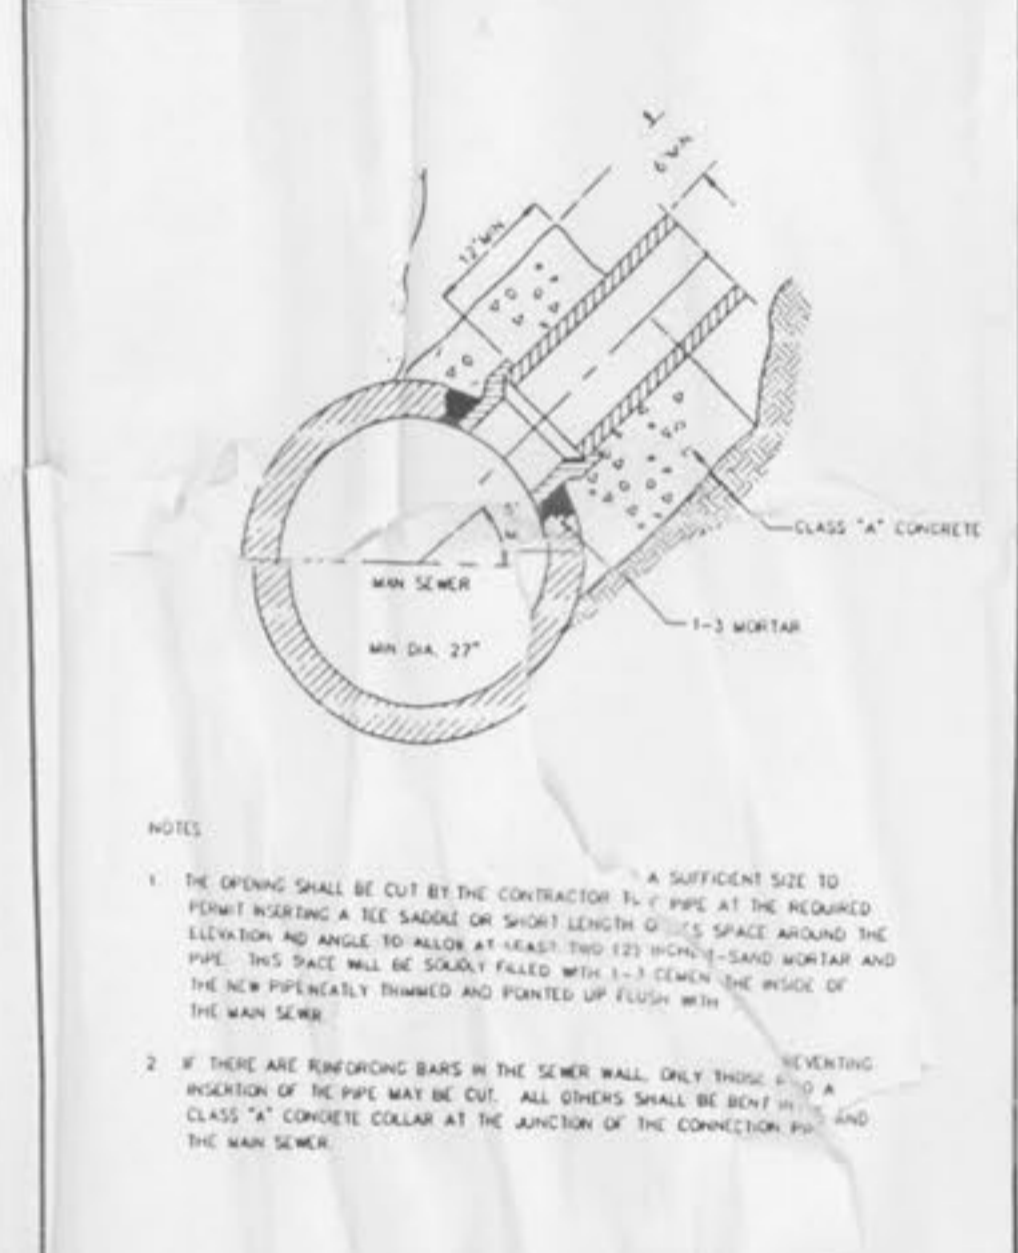 6" MIN
12" MIN
CLASS "A" CONCRETE
MAIN SEWER
1-3 MORTAR
MIN DIA. 27"
NOTES
1. THE OPENING SHALL BE CUT BY THE CONTRACTOR A SUFFICIENT SIZE TO
PERMIT INSERTING A TEE SADDLE OR SHORT LENGTH PIPE AT THE REQUIRED
ELEVATION AND ANGLE TO ALLOW AT LEAST TWO (2) SPACE AROUND THE
PIPE. THIS SPACE WILL BE SOLIDLY FILLED WITH 1-3 -SAND MORTAR AND
THE NEW PIPE NEATLY TRIMMED AND POINTED UP FLUSH WITH THE INSIDE OF
THE MAIN SEWER
2 IF THERE ARE REINFORCING BARS IN THE SEWER WALL, ONLY
INSERTION OF THE PIPE MAY BE CUT. ALL OTHERS SHALL BE BENT A
CLASS "A" CONCRETE COLLAR AT THE JUNCTION OF THE CONNECTION AND
THE MAIN SEWER.